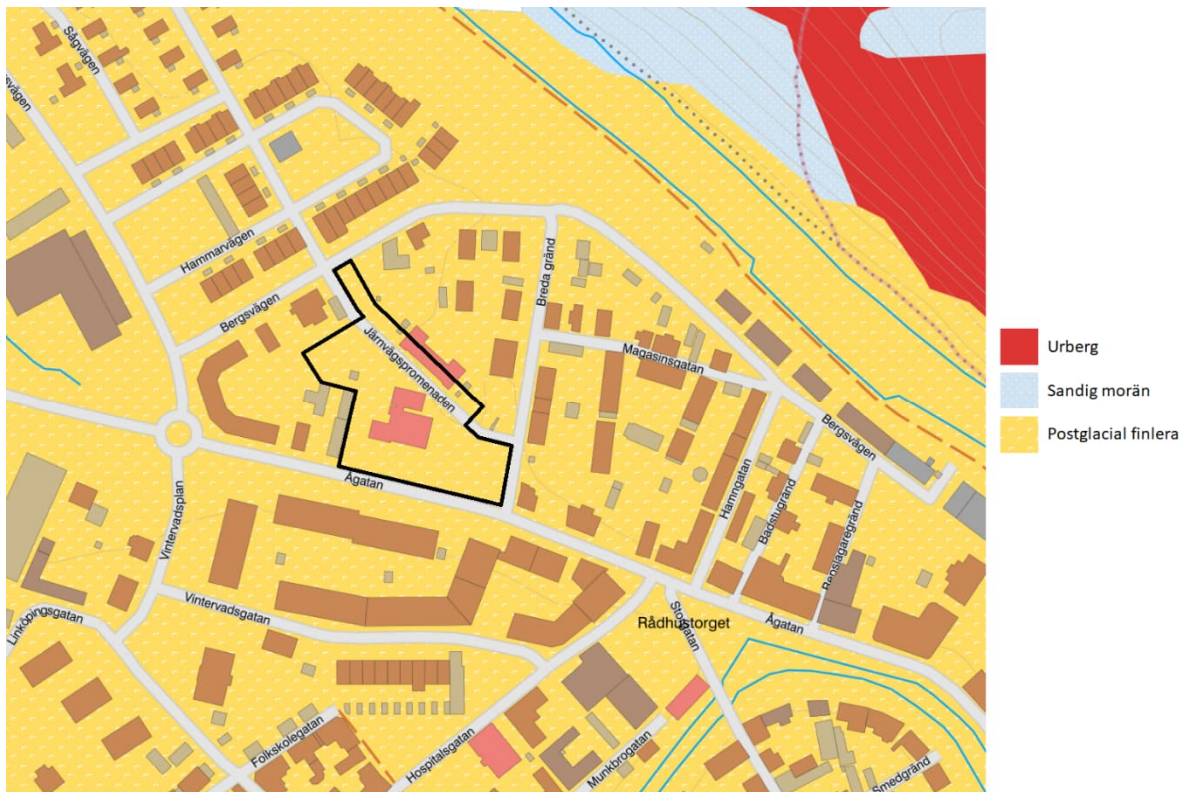 Sågvägen
Hammarvägen
Bergsvägen
Järnvägspromenaden
Breda gränd
Magasinsgatan
Bergsvägen
Hamngatan
Badstugränd
Repslagaregränd
Ågatan
Vintervadsplan
Vintervadsgatan
Linköpingsgatan
Rådhustorget
Storgatan
Ågatan
Folkskolegatan
Hospitalsgatan
Munkbrogatan
Smedgränd
Urberg
Sandig morän
Postglacial finlera